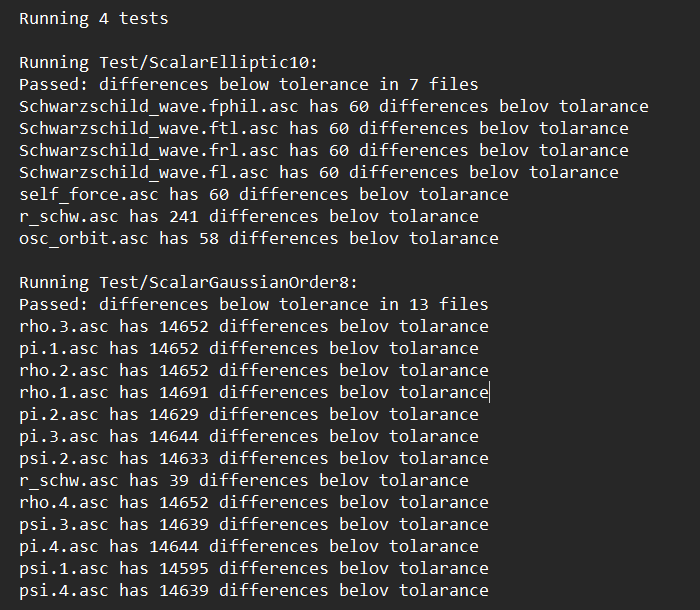 Running 4 tests
Running Test/ScalarElliptic10:
Passed: differences below tolerance in 7 files
Schwarzschild_wave.fphil.asc has 60 differences belov tolarance
Schwarzschild_wave.ftl.asc has 60 differences belov tolarance
Schwarzschild_wave.frl.asc has 60 differences belov tolarance
Schwarzschild_wave.fl.asc has 60 differences belov tolarance
self_force.asc has 60 differences belov tolarance
r_schw.asc has 241 differences belov tolarance
osc_orbit.asc has 58 differences belov tolarance
Running Test/ScalarGaussianOrder8:
Passed: differences below tolerance in 13 files
rho.3.asc has 14652 differences belov tolarance
pi.1.asc has 14652 differences belov tolarance
rho.2.asc has 14652 differences belov tolarance
rho.1.asc has 14691 differences belov tolarance
pi.2.asc has 14629 differences belov tolarance
pi.3.asc has 14644 differences belov tolarance
psi.2.asc has 14633 differences belov tolarance
r_schw.asc has 39 differences belov tolarance
rho.4.asc has 14652 differences belov tolarance
psi.3.asc has 14639 differences belov tolarance
pi.4.asc has 14644 differences belov tolarance
psi.1.asc has 14595 differences belov tolarance
psi.4.asc has 14639 differences belov tolarance